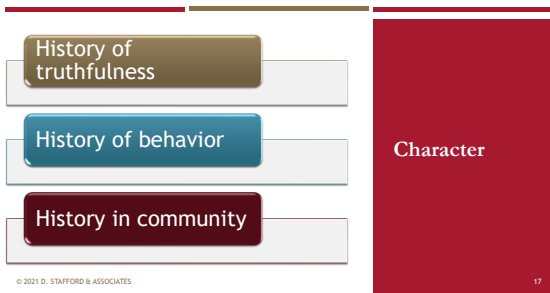 History of
truthfulness
History of behavior
History in community
Character
© 2021 D. STAFFORD & ASSOCIATES
17